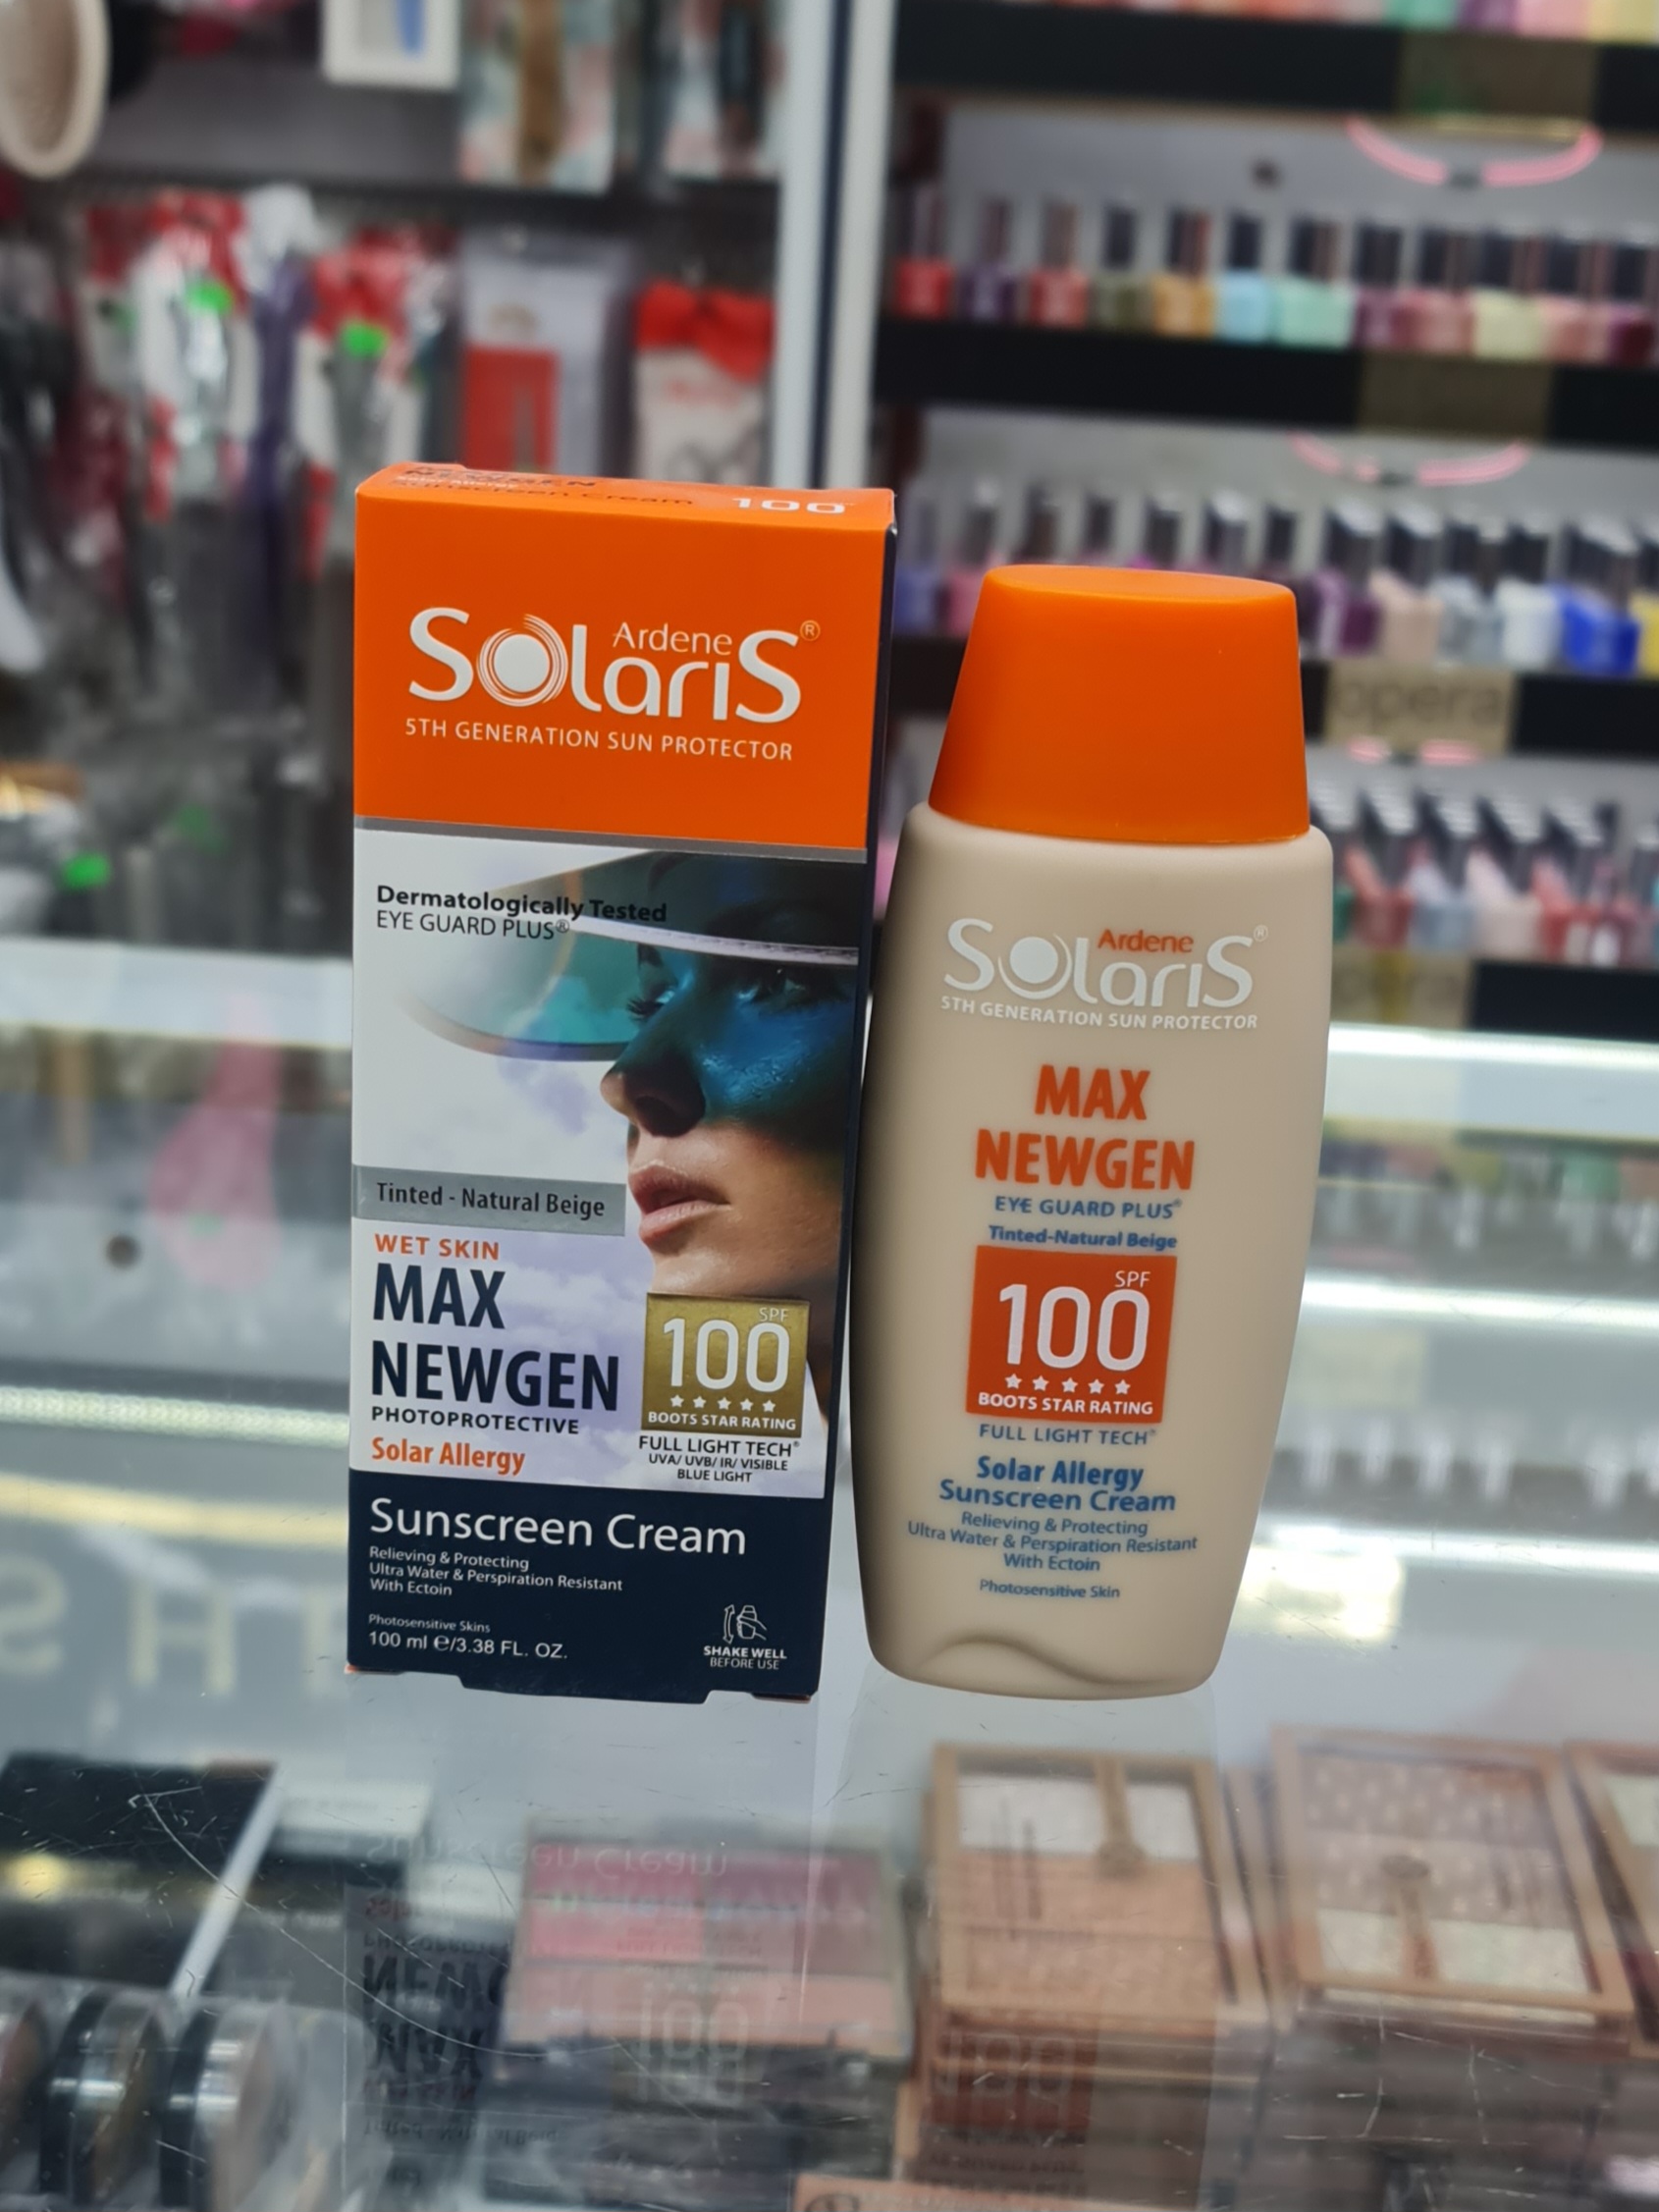 Sunscreen Cream 100
Ardene
SolariS®
5TH GENERATION SUN PROTECTOR
Dermatologically Tested
EYE GUARD PLUS®
Tinted - Natural Beige
WET SKIN
MAX
NEWGEN
PHOTOPROTECTIVE
Solar Allergy
SPF
100
BOOTS STAR RATING
FULL LIGHT TECH®
UVA/ UVB/ IR/ VISIBLE
BLUE LIGHT
Sunscreen Cream
Relieving & Protecting
Ultra Water & Perspiration Resistant
With Ectoin
Photosensitive Skins
100 ml ℮/3.38 FL. OZ.
SHAKE WELL
BEFORE USE
Ardene
SolariS®
5TH GENERATION SUN PROTECTOR
MAX
NEWGEN
EYE GUARD PLUS®
Tinted-Natural Beige
SPF
100
BOOTS STAR RATING
FULL LIGHT TECH®
Solar Allergy
Sunscreen Cream
Relieving & Protecting
Ultra Water & Perspiration Resistant
With Ectoin
Photosensitive Skin
opera